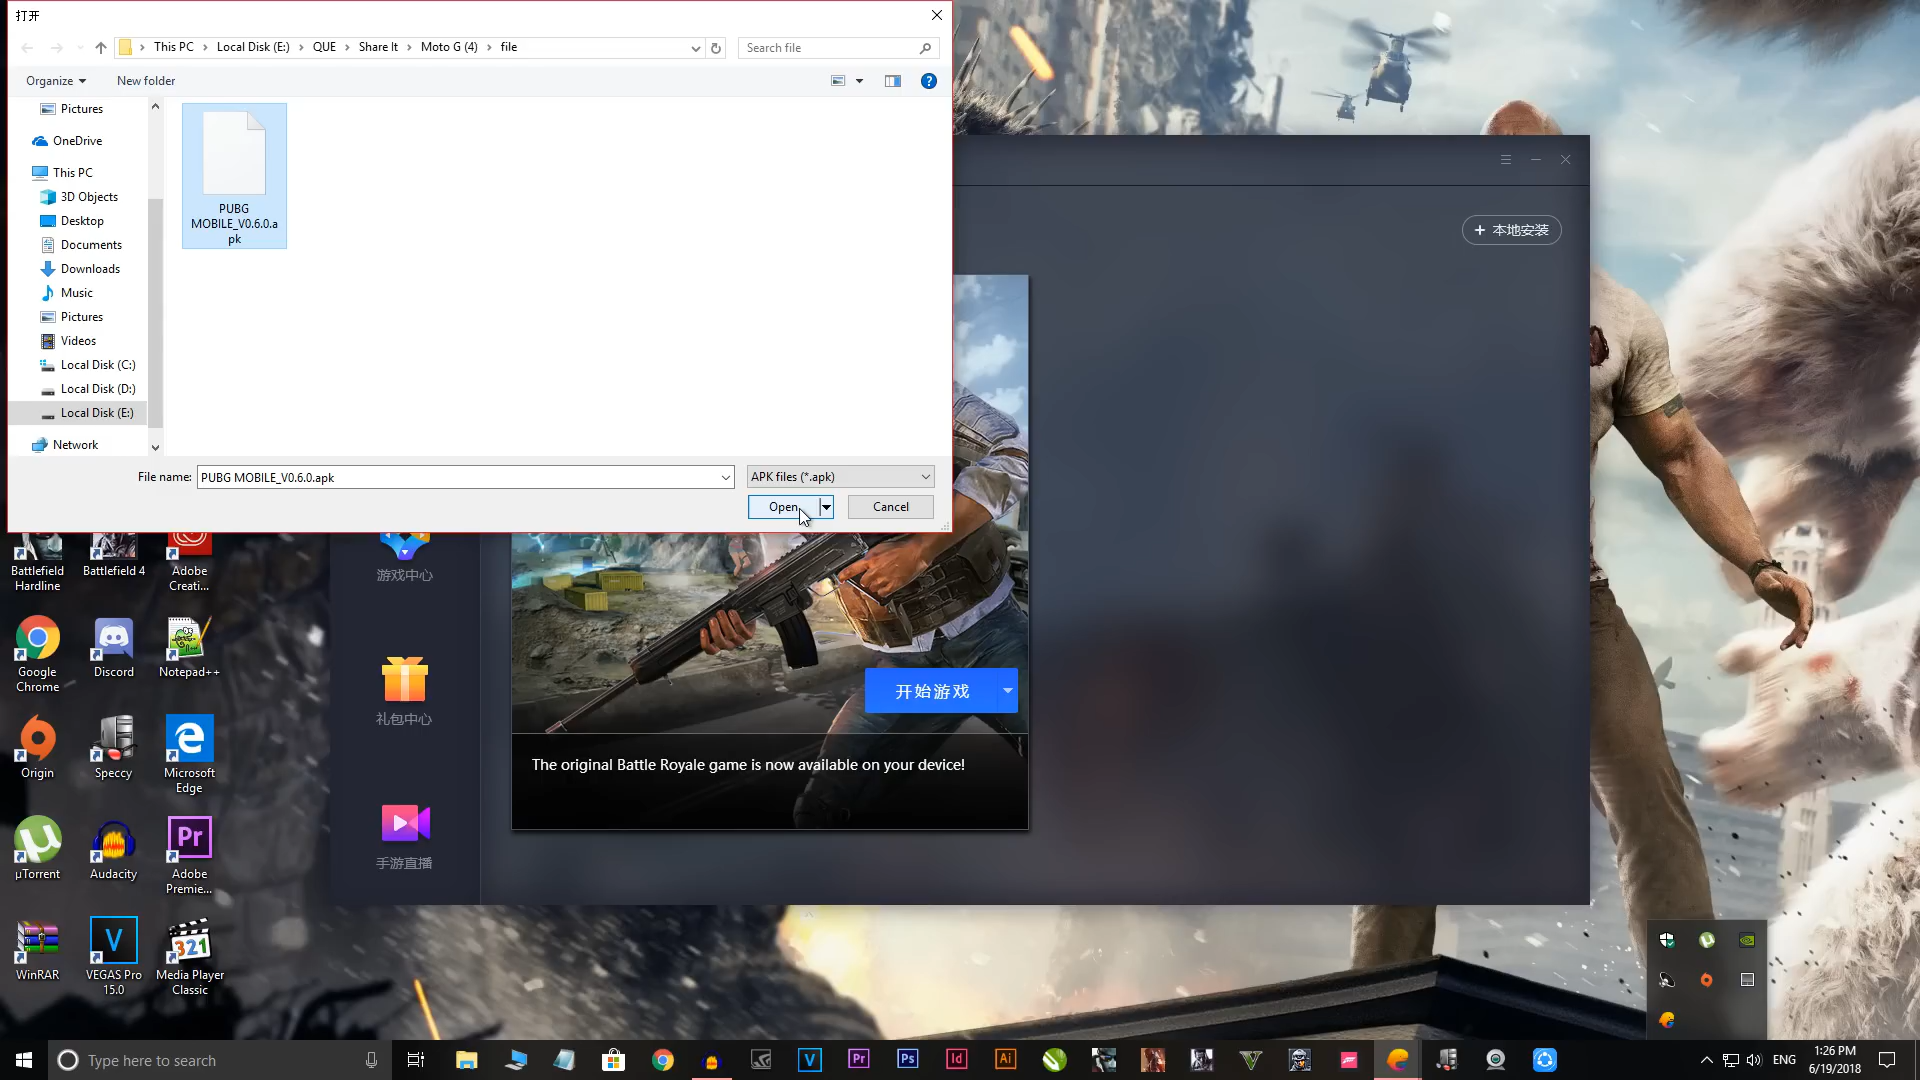 打开
This PC
Local Disk (E:)
QUE
Share It
Moto G (4)
file
Search file
Organize
New folder
Pictures
OneDrive
This PC
3D Objects
Desktop
Documents
Downloads
Music
Pictures
Videos
Local Disk (C:)
Local Disk (D:)
Local Disk (E:)
Network
PUBG
MOBILE_V0.6.0.a
pk
File name:
PUBG MOBILE_V0.6.0.apk
APK files (*.apk)
Open
Cancel
+ 本地安装
游戏中心
礼包中心
手游直播
开始游戏
The original Battle Royale game is now available on your device!
Battlefield
Hardline
Battlefield 4
Adobe
Creati...
Google
Chrome
Discord
Notepad++
Origin
Speccy
Microsoft
Edge
µTorrent
Audacity
Pr
Adobe
Premie...
WinRAR
V
VEGAS Pro
15.0
321
Media Player
Classic
Type here to search
V
Pr
Ps
Id
Ai
ENG
1:26 PM
6/19/2018